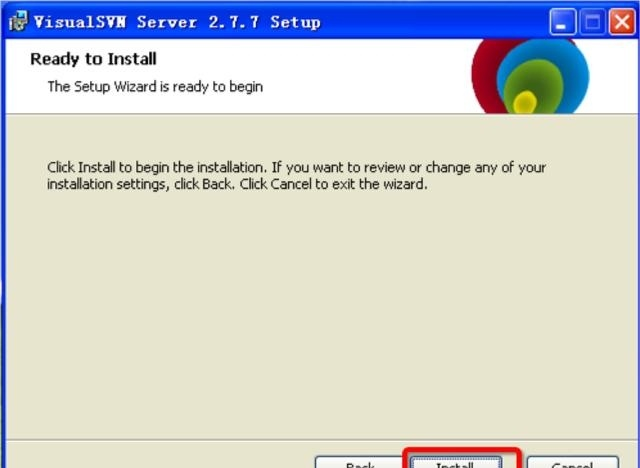 VisualSVN Server 2.7.7 Setup
Ready to Install
The Setup Wizard is ready to begin
Click Install to begin the installation. If you want to review or change any of your
installation settings, click Back. Click Cancel to exit the wizard.
Back Install Cancel